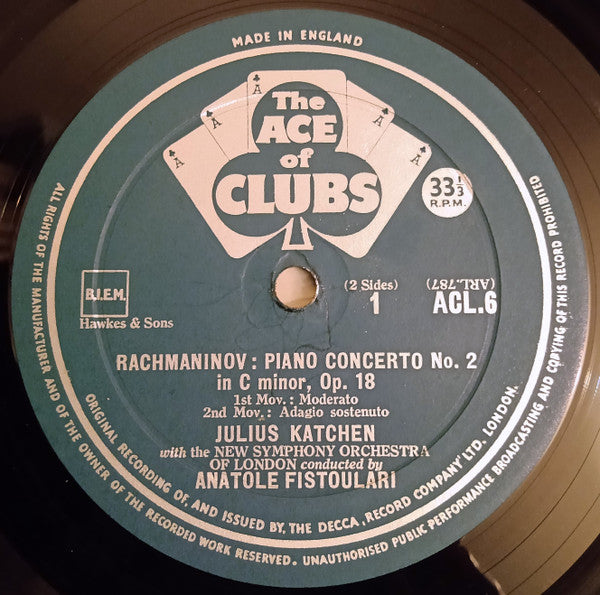 MADE IN ENGLAND
A
A
A
A
A
The
ACE
of
CLUBS
33 1/3
R.P.M.
B.I.E.M.
Hawkes & Sons
(2 Sides)
1
(ARL.787)
ACL.6
RACHMANINOV : PIANO CONCERTO No. 2
in C minor, Op. 18
1st Mov. : Moderato
2nd Mov. : Adagio sostenuto
JULIUS KATCHEN
with the NEW SYMPHONY ORCHESTRA
OF LONDON conducted by
ANATOLE FISTOULARI
ALL RIGHTS OF THE MANUFACTURER AND OF THE OWNER OF THE RECORDED WORK RESERVED. UNAUTHORISED PUBLIC PERFORMANCE BROADCASTING AND COPYING OF THIS RECORD PROHIBITED
ORIGINAL RECORDING OF, AND ISSUED BY, THE DECCA, RECORD COMPANY LTD. LONDON.